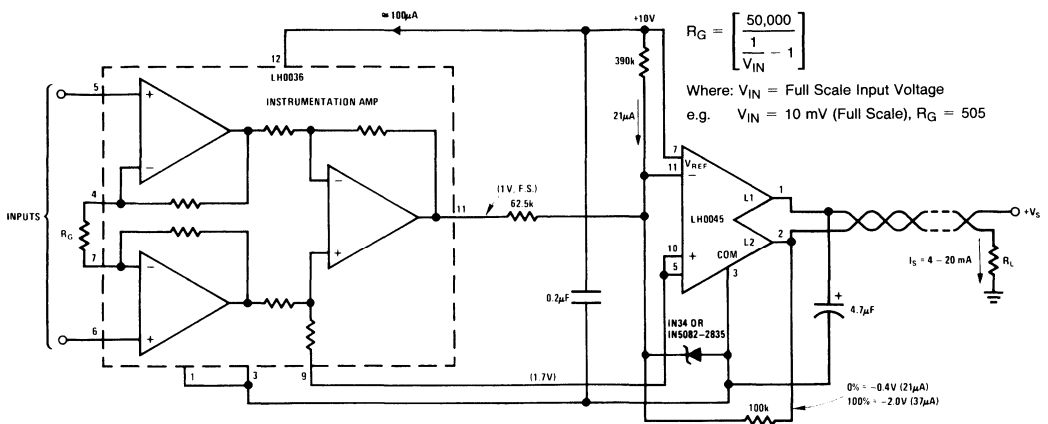 ≈ 100μA
+10V
R_G = [ 50,000 / (1/V_IN − 1) ]
Where: V_IN = Full Scale Input Voltage
e.g. V_IN = 10 mV (Full Scale), R_G = 505
12
LH0036
INSTRUMENTATION AMP
390k
21μA
5
+
−
4
INPUTS
R_G
7
−
+
6
−
+
11
(1V, F.S.)
62.5k
7
V_REF
11
−
LH0045
L1
1
L2
2
10
+
5
COM
3
+V_S
I_S = 4 – 20 mA
R_L
0.2μF
+
4.7μF
IN34 OR
IN5082–2835
1
3
9
(1.7V)
100k
0% = –0.4V (21μA)
100% = –2.0V (37μA)